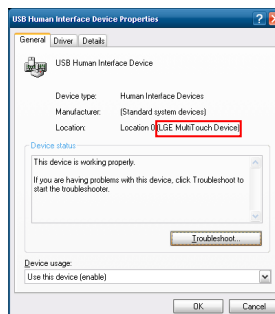 USB Human Interface Device Properties
General Driver Details
USB Human Interface Device
Device type: Human Interface Devices
Manufacturer: (Standard system devices)
Location: Location 0 (LGE MultiTouch Device)
Device status
This device is working properly.
If you are having problems with this device, click Troubleshoot to
start the troubleshooter.
Troubleshoot...
Device usage:
Use this device (enable)
OK Cancel